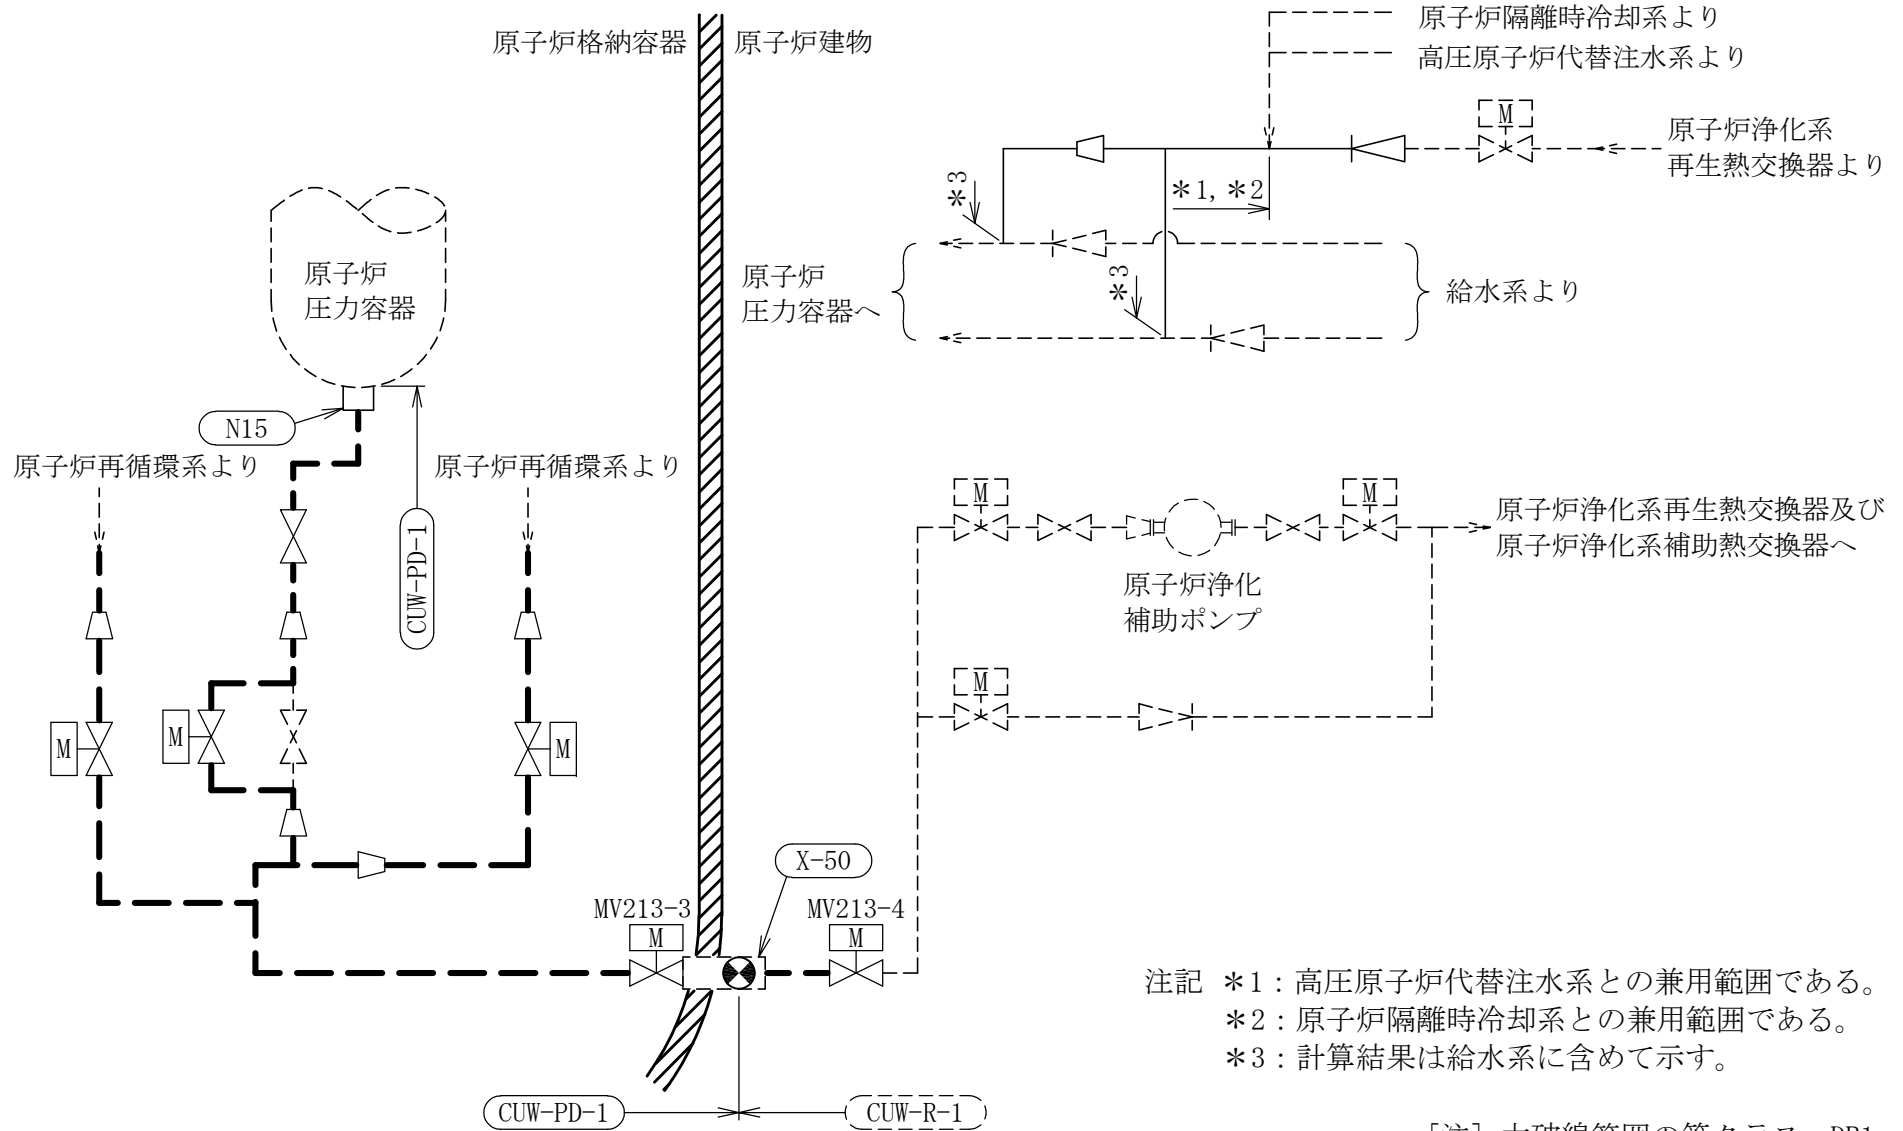 原子炉格納容器
原子炉建物
原子炉隔離時冷却系より
高圧原子炉代替注水系より
M
原子炉浄化系
再生熱交換器より
*3
*1, *2
*3
原子炉
圧力容器へ
給水系より
原子炉
圧力容器
N15
原子炉再循環系より
原子炉再循環系より
CUW-PD-1
M
M
M
M
M
原子炉浄化系再生熱交換器及び
原子炉浄化系補助熱交換器へ
原子炉浄化
補助ポンプ
M
X-50
MV213-3
M
MV213-4
M
CUW-PD-1
CUW-R-1
注記 *1：高圧原子炉代替注水系との兼用範囲である。
*2：原子炉隔離時冷却系との兼用範囲である。
*3：計算結果は給水系に含めて示す。